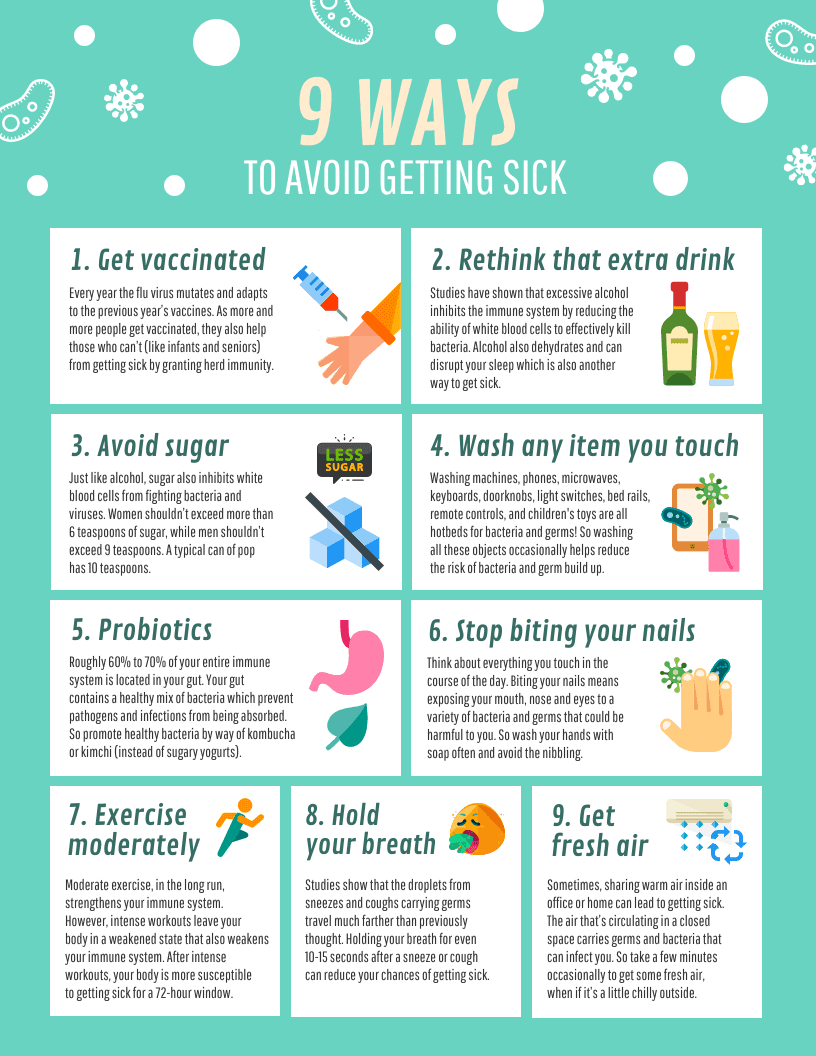 9 WAYS
TO AVOID GETTING SICK
1. Get vaccinated
Every year the flu virus mutates and adapts
to the previous year's vaccines. As more and
more people get vaccinated, they also help
those who can't (like infants and seniors)
from getting sick by granting herd immunity.
2. Rethink that extra drink
Studies have shown that excessive alcohol
inhibits the immune system by reducing the
ability of white blood cells to effectively kill
bacteria. Alcohol also dehydrates and can
disrupt your sleep which is also another
way to get sick.
3. Avoid sugar
Just like alcohol, sugar also inhibits white
blood cells from fighting bacteria and
viruses. Women shouldn't exceed more than
6 teaspoons of sugar, while men shouldn't
exceed 9 teaspoons. A typical can of pop
has 10 teaspoons.
LESS
SUGAR
4. Wash any item you touch
Washing machines, phones, microwaves,
keyboards, doorknobs, light switches, bed rails,
remote controls, and children's toys are all
hotbeds for bacteria and germs! So washing
all these objects occasionally helps reduce
the risk of bacteria and germ build up.
5. Probiotics
Roughly 60% to 70% of your entire immune
system is located in your gut. Your gut
contains a healthy mix of bacteria which prevent
pathogens and infections from being absorbed.
So promote healthy bacteria by way of kombucha
or kimchi (instead of sugary yogurts).
6. Stop biting your nails
Think about everything you touch in the
course of the day. Biting your nails means
exposing your mouth, nose and eyes to a
variety of bacteria and germs that could be
harmful to you. So wash your hands with
soap often and avoid the nibbling.
7. Exercise
moderately
Moderate exercise, in the long run,
strengthens your immune system.
However, intense workouts leave your
body in a weakened state that also weakens
your immune system. After intense
workouts, your body is more susceptible
to getting sick for a 72-hour window.
8. Hold
your breath
Studies show that the droplets from
sneezes and coughs carrying germs
travel much farther than previously
thought. Holding your breath for even
10-15 seconds after a sneeze or cough
can reduce your chances of getting sick.
9. Get
fresh air
Sometimes, sharing warm air inside an
office or home can lead to getting sick.
The air that's circulating in a closed
space carries germs and bacteria that
can infect you. So take a few minutes
occasionally to get some fresh air,
when if it's a little chilly outside.